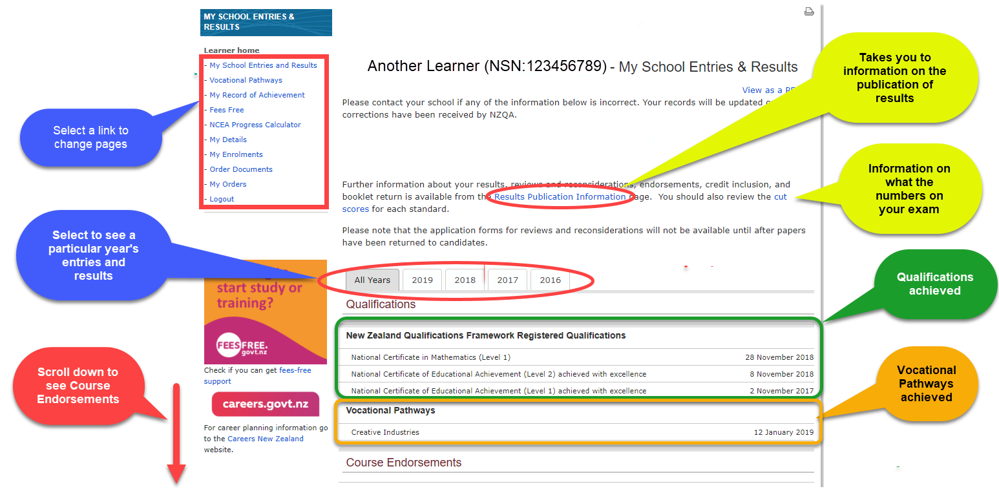 MY SCHOOL ENTRIES &
RESULTS
Learner home
- My School Entries and Results
- Vocational Pathways
- My Record of Achievement
- Fees Free
- NCEA Progress Calculator
- My Details
- My Enrolments
- Order Documents
- My Orders
- Logout
Select a link to
change pages
Select to see a
particular year's
entries and
results
start study or
training?
FEES FREE.
govt.nz
Check if you can get fees-free
support
careers.govt.nz
For career planning information go
to the Careers New Zealand
website.
Scroll down to
see Course
Endorsements
Another Learner (NSN:123456789) - My School Entries & Results
View as a
Please contact your school if any of the information below is incorrect. Your records will be updated
corrections have been received by NZQA.
Further information about your results, reviews and reconsiderations, endorsements, credit inclusion, and
booklet return is available from the Results Publication Information page. You should also review the cut
scores for each standard.
Please note that the application forms for reviews and reconsiderations will not be available until after papers
have been returned to candidates.
All Years 2019 2018 2017 2016
Qualifications
New Zealand Qualifications Framework Registered Qualifications
National Certificate in Mathematics (Level 1) 28 November 2018
National Certificate of Educational Achievement (Level 2) achieved with excellence 8 November 2018
National Certificate of Educational Achievement (Level 1) achieved with excellence 2 November 2017
Vocational Pathways
Creative Industries 12 January 2019
Course Endorsements
Takes you to
information on the
publication of
results
Information on
what the
numbers on
your exam
Qualifications
achieved
Vocational
Pathways
achieved